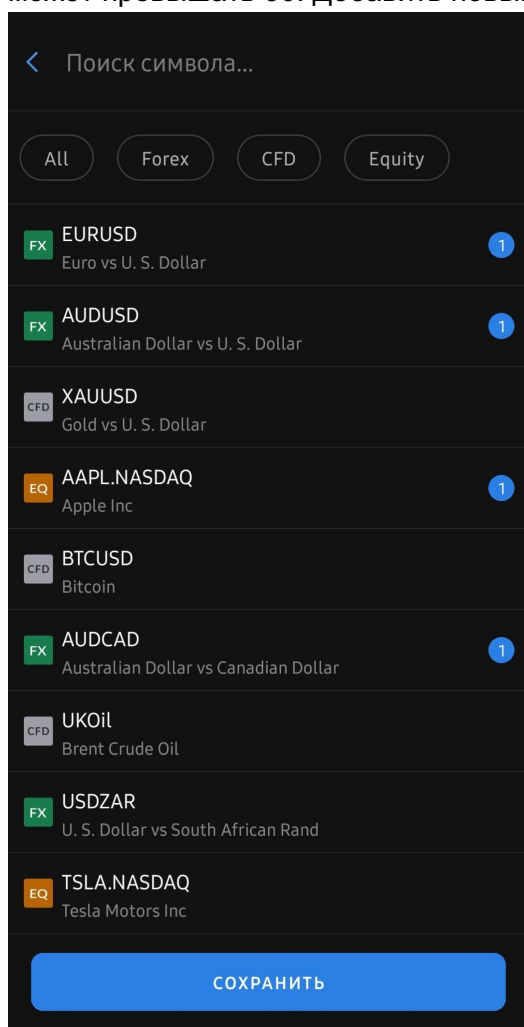 Поиск символа...
All Forex CFD Equity
FX EURUSD 1
Euro vs U. S. Dollar
FX AUDUSD 1
Australian Dollar vs U. S. Dollar
CFD XAUUSD
Gold vs U. S. Dollar
EQ AAPL.NASDAQ 1
Apple Inc
CFD BTCUSD
Bitcoin
FX AUDCAD 1
Australian Dollar vs Canadian Dollar
CFD UKOil
Brent Crude Oil
FX USDZAR
U. S. Dollar vs South African Rand
EQ TSLA.NASDAQ
Tesla Motors Inc
СОХРАНИТЬ